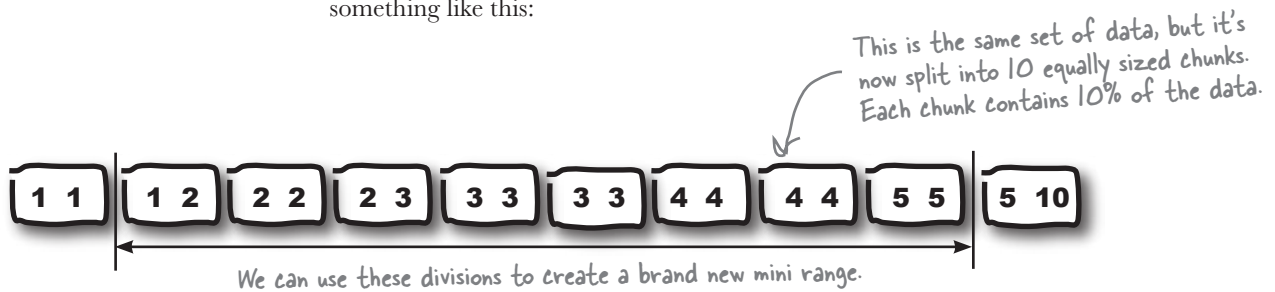 something like this:
This is the same set of data, but it's
now split into 10 equally sized chunks.
Each chunk contains 10% of the data.
1 1 1 2 2 2 2 3 3 3 3 3 4 4 4 4 5 5 5 10
We can use these divisions to create a brand new mini range.